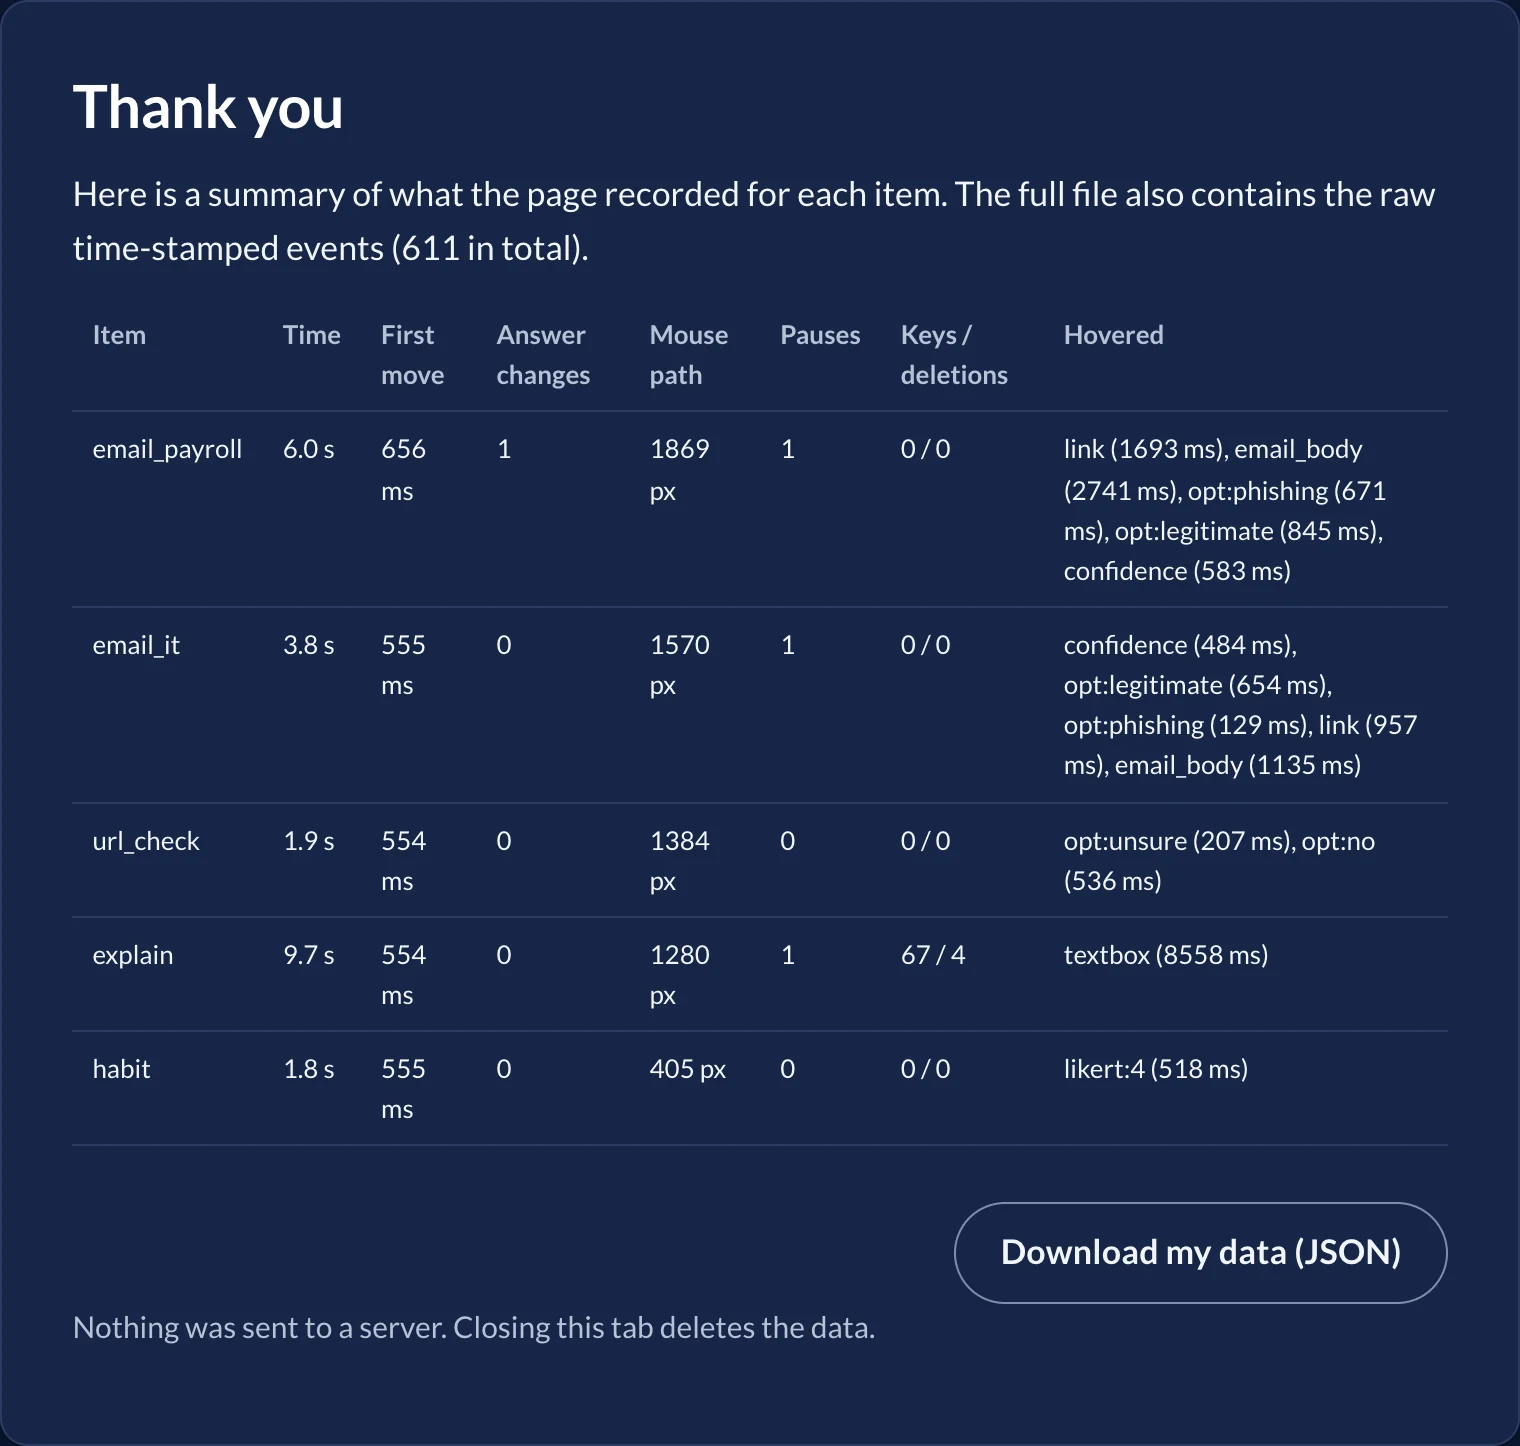 Thank you
Here is a summary of what the page recorded for each item. The full file also contains the raw
time-stamped events (611 in total).
Item Time First move Answer changes Mouse path Pauses Keys / deletions Hovered
email_payroll 6.0 s 656 ms 1 1869 px 1 0 / 0 link (1693 ms), email_body
(2741 ms), opt:phishing (671
ms), opt:legitimate (845 ms),
confidence (583 ms)
email_it 3.8 s 555 ms 0 1570 px 1 0 / 0 confidence (484 ms),
opt:legitimate (654 ms),
opt:phishing (129 ms), link (957
ms), email_body (1135 ms)
url_check 1.9 s 554 ms 0 1384 px 0 0 / 0 opt:unsure (207 ms), opt:no
(536 ms)
explain 9.7 s 554 ms 0 1280 px 1 67 / 4 textbox (8558 ms)
habit 1.8 s 555 ms 0 405 px 0 0 / 0 likert:4 (518 ms)
Download my data (JSON)
Nothing was sent to a server. Closing this tab deletes the data.